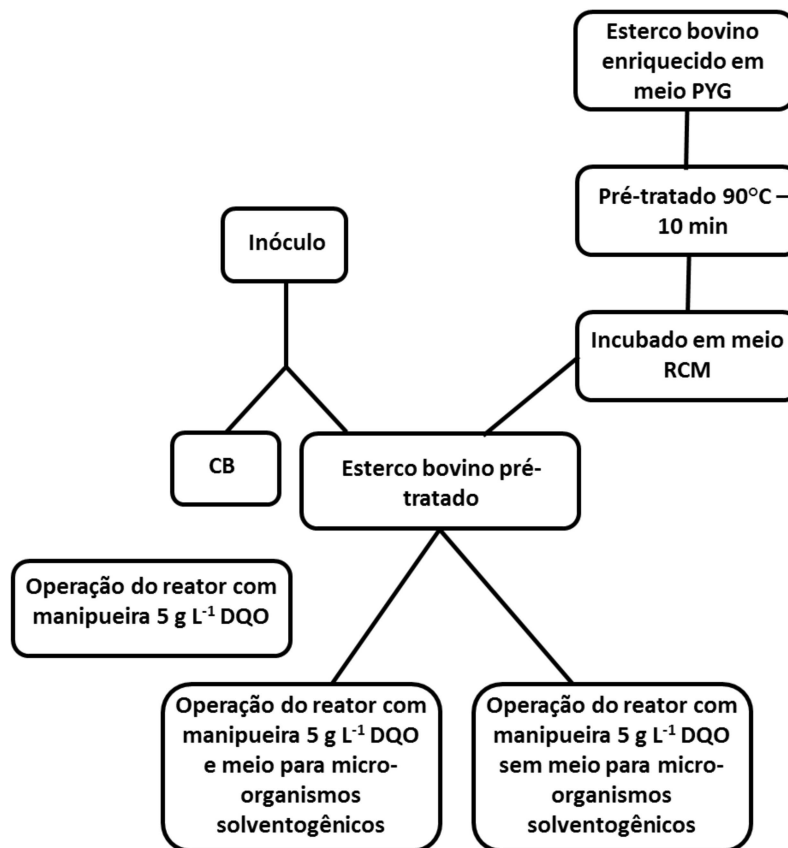 Esterco bovino
enriquecido em
meio PYG
Pré-tratado 90°C –
10 min
Inóculo
Incubado em meio
RCM
CB
Esterco bovino pré-
tratado
Operação do reator com
manipueira 5 g L⁻¹ DQO
Operação do reator com
manipueira 5 g L⁻¹ DQO
e meio para micro-
organismos
solventogênicos
Operação do reator com
manipueira 5 g L⁻¹ DQO
sem meio para micro-
organismos
solventogênicos